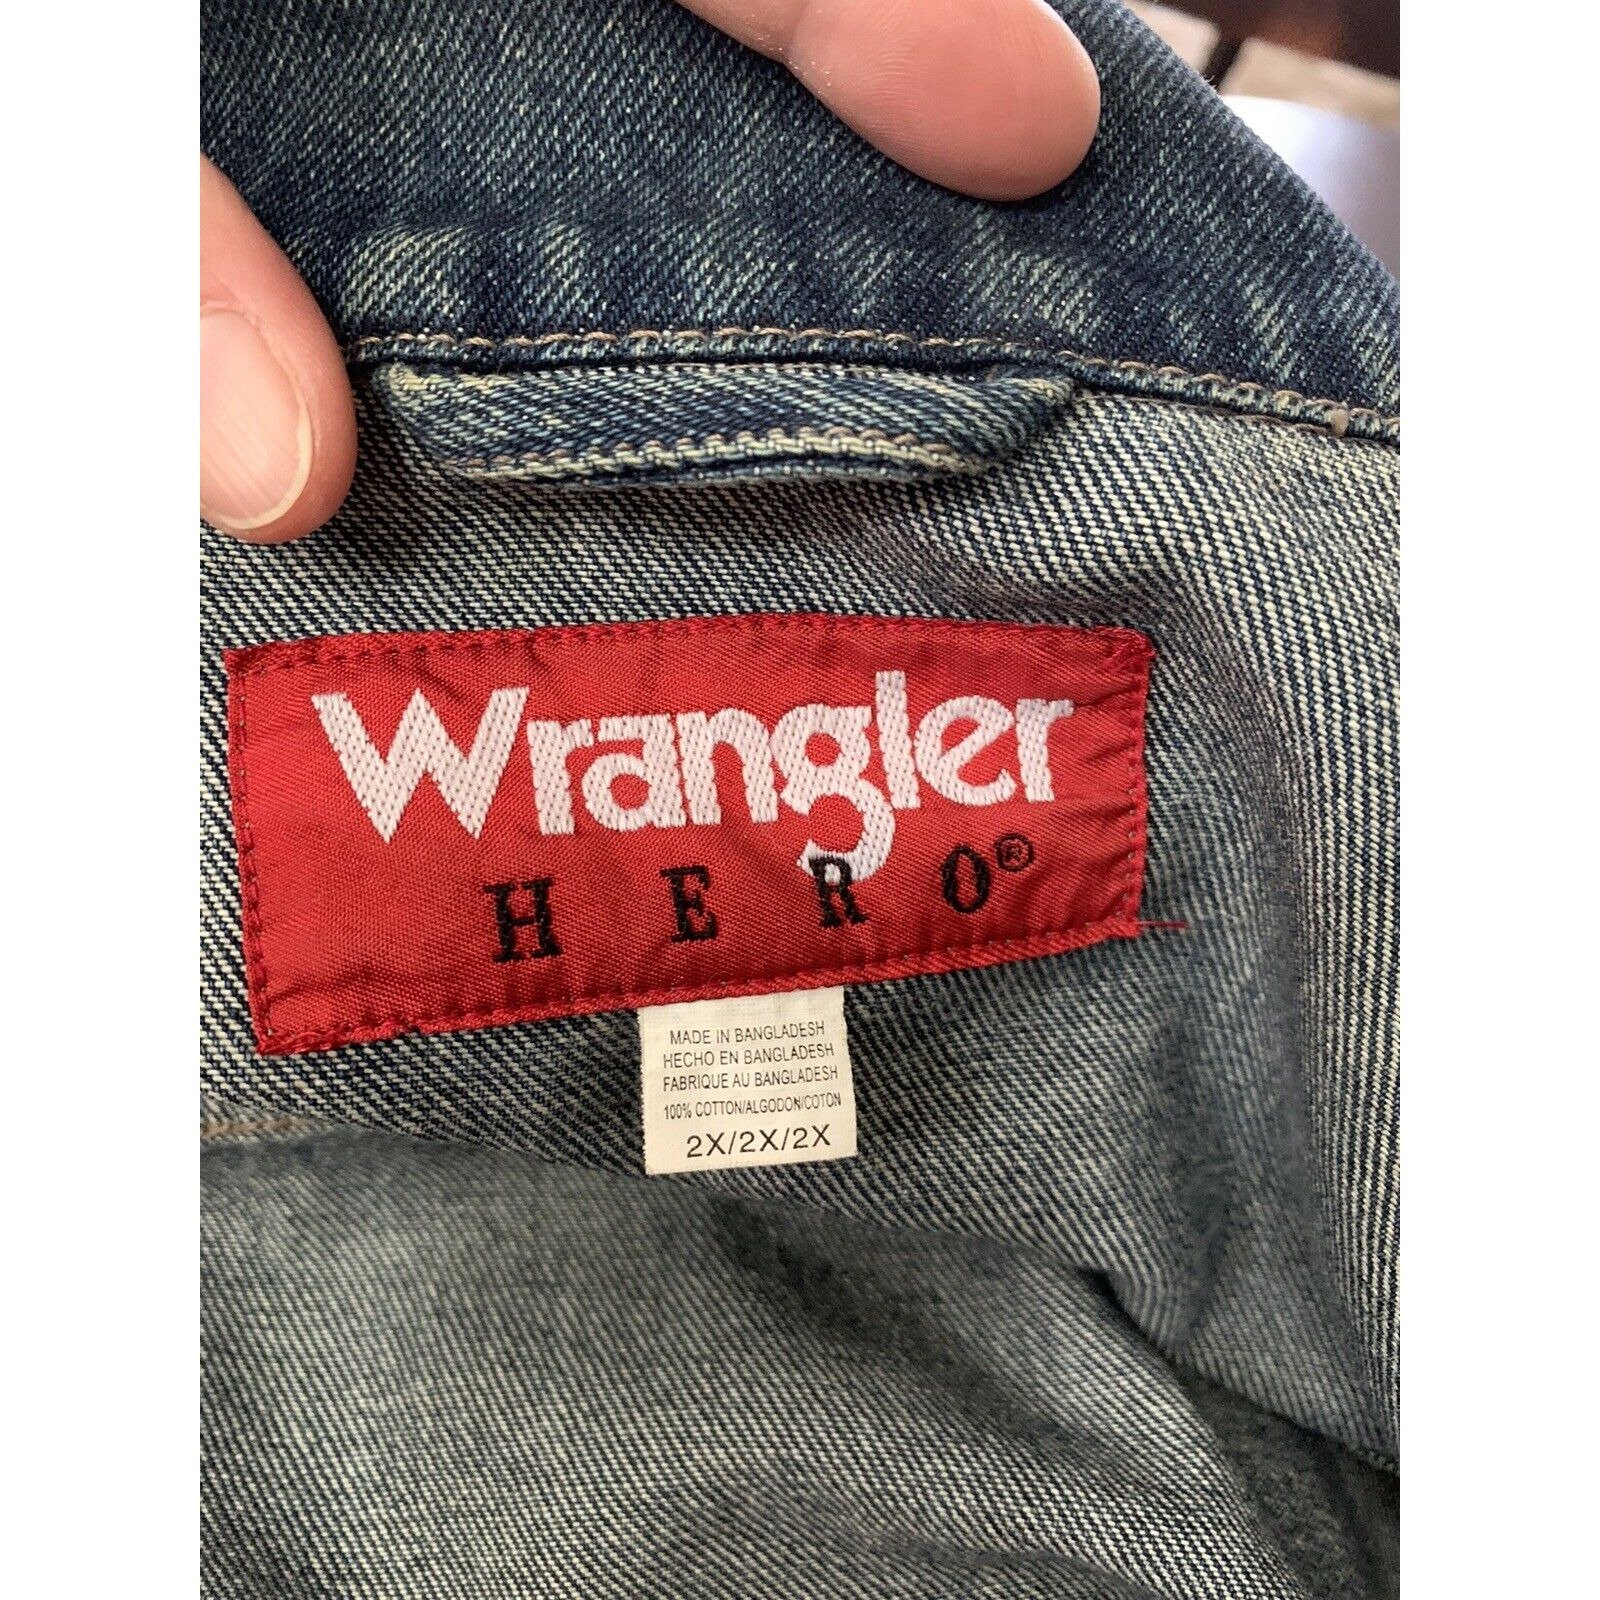 Wrangler
HERO®
MADE IN BANGLADESH
HECHO EN BANGLADESH
FABRIQUE AU BANGLADESH
100% COTTON/ALGODON/COTON
2X/2X/2X